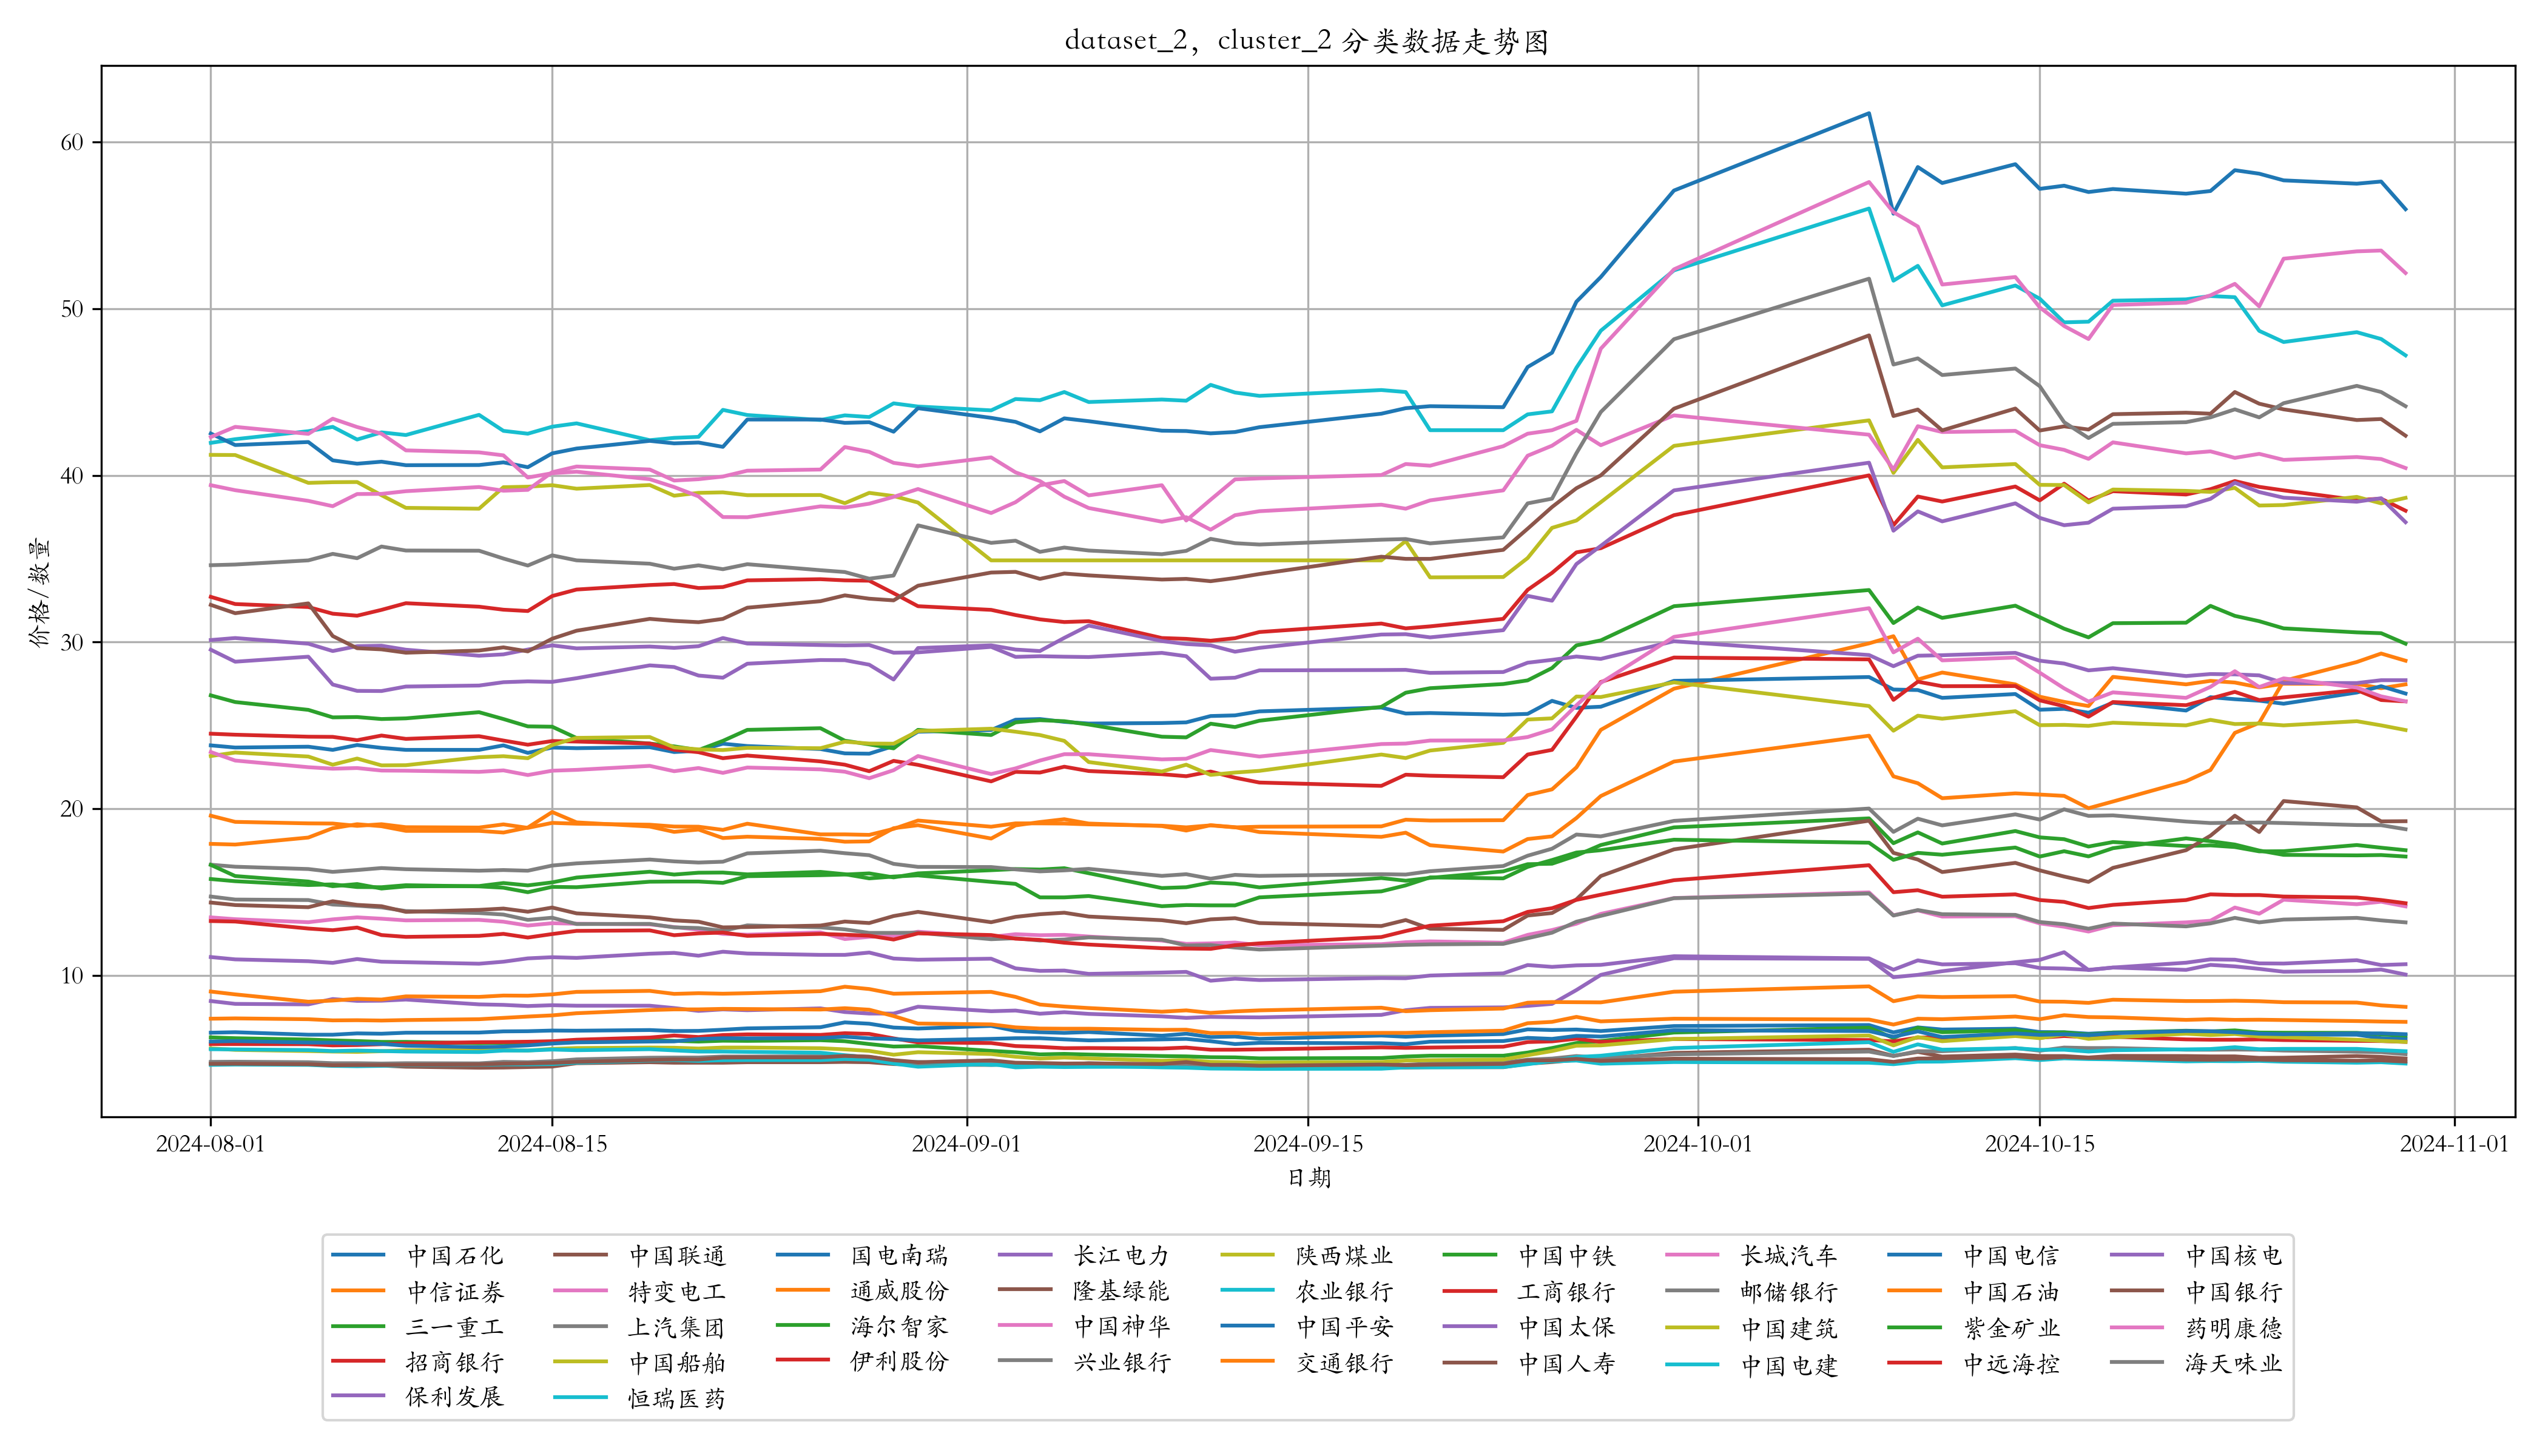 dataset_2，cluster_2 分类数据走势图
60
50
40
30
20
10
价格/数量
2024-08-01 2024-08-15 2024-09-01 2024-09-15 2024-10-01 2024-10-15 2024-11-01
日期
中国石化 中国联通 国电南瑞 长江电力 陕西煤业 中国中铁 长城汽车 中国电信 中国核电
中信证券 特变电工 通威股份 隆基绿能 农业银行 工商银行 邮储银行 中国石油 中国银行
三一重工 上汽集团 海尔智家 中国神华 中国平安 中国太保 中国建筑 紫金矿业 药明康德
招商银行 中国船舶 伊利股份 兴业银行 交通银行 中国人寿 中国电建 中远海控 海天味业
保利发展 恒瑞医药